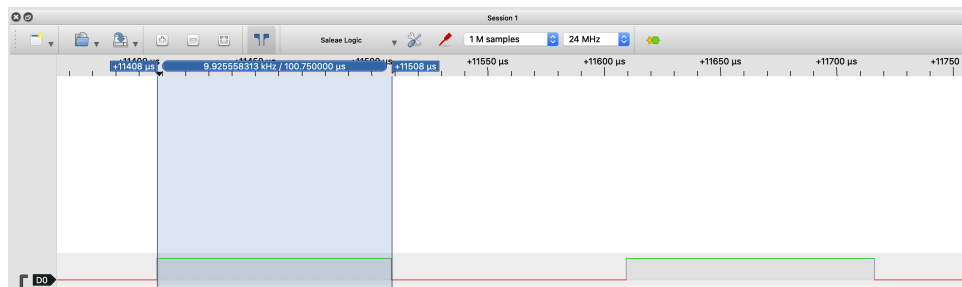 Session 1
Saleae Logic 1 M samples 24 MHz
+11550 µs +11600 µs +11650 µs +11700 µs +11750
+11408 µs 9.925558313 kHz / 100.750000 µs +11508 µs
D0